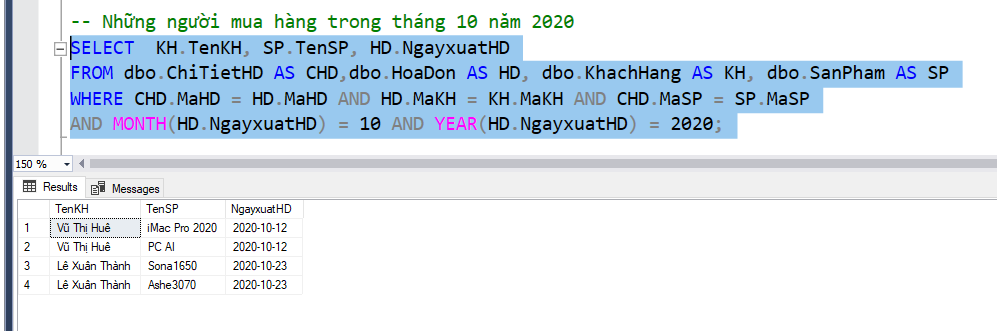 -- Những người mua hàng trong tháng 10 năm 2020
SELECT  KH.TenKH, SP.TenSP, HD.NgayxuatHD
FROM dbo.ChiTietHD AS CHD,dbo.HoaDon AS HD, dbo.KhachHang AS KH, dbo.SanPham AS SP
WHERE CHD.MaHD = HD.MaHD AND HD.MaKH = KH.MaKH AND CHD.MaSP = SP.MaSP
AND MONTH(HD.NgayxuatHD) = 10 AND YEAR(HD.NgayxuatHD) = 2020;
150 %
Results Messages
TenKH TenSP NgayxuatHD
1 Vũ Thị Huê iMac Pro 2020 2020-10-12
2 Vũ Thị Huê PC AI 2020-10-12
3 Lê Xuân Thành Sona1650 2020-10-23
4 Lê Xuân Thành Ashe3070 2020-10-23